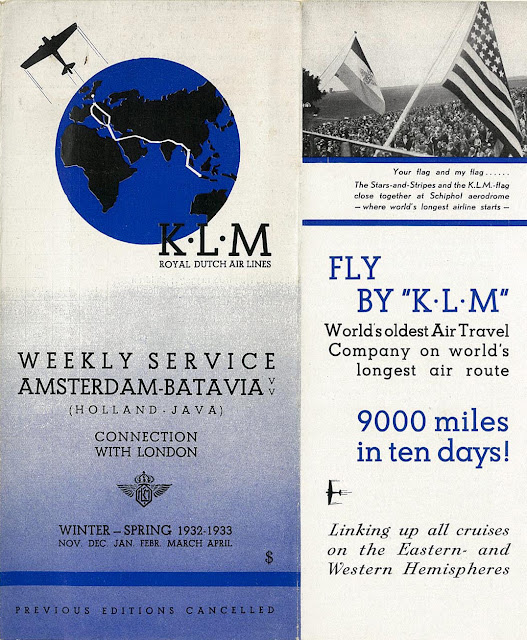 K·L·M
ROYAL DUTCH AIR LINES
WEEKLY SERVICE
AMSTERDAM-BATAVIA V V
(HOLLAND - JAVA)
CONNECTION
WITH LONDON
KLM
WINTER – SPRING 1932-1933
NOV. DEC. JAN. FEBR. MARCH APRIL
$
PREVIOUS EDITIONS CANCELLED
Your flag and my flag......
The Stars-and-Stripes and the K.L.M.-flag
close together at Schiphol aerodrome
– where world's longest airline starts –
FLY
BY "K·L·M"
World's oldest Air Travel
Company on world's
longest air route
9000 miles
in ten days!
Linking up all cruises
on the Eastern- and
Western Hemispheres